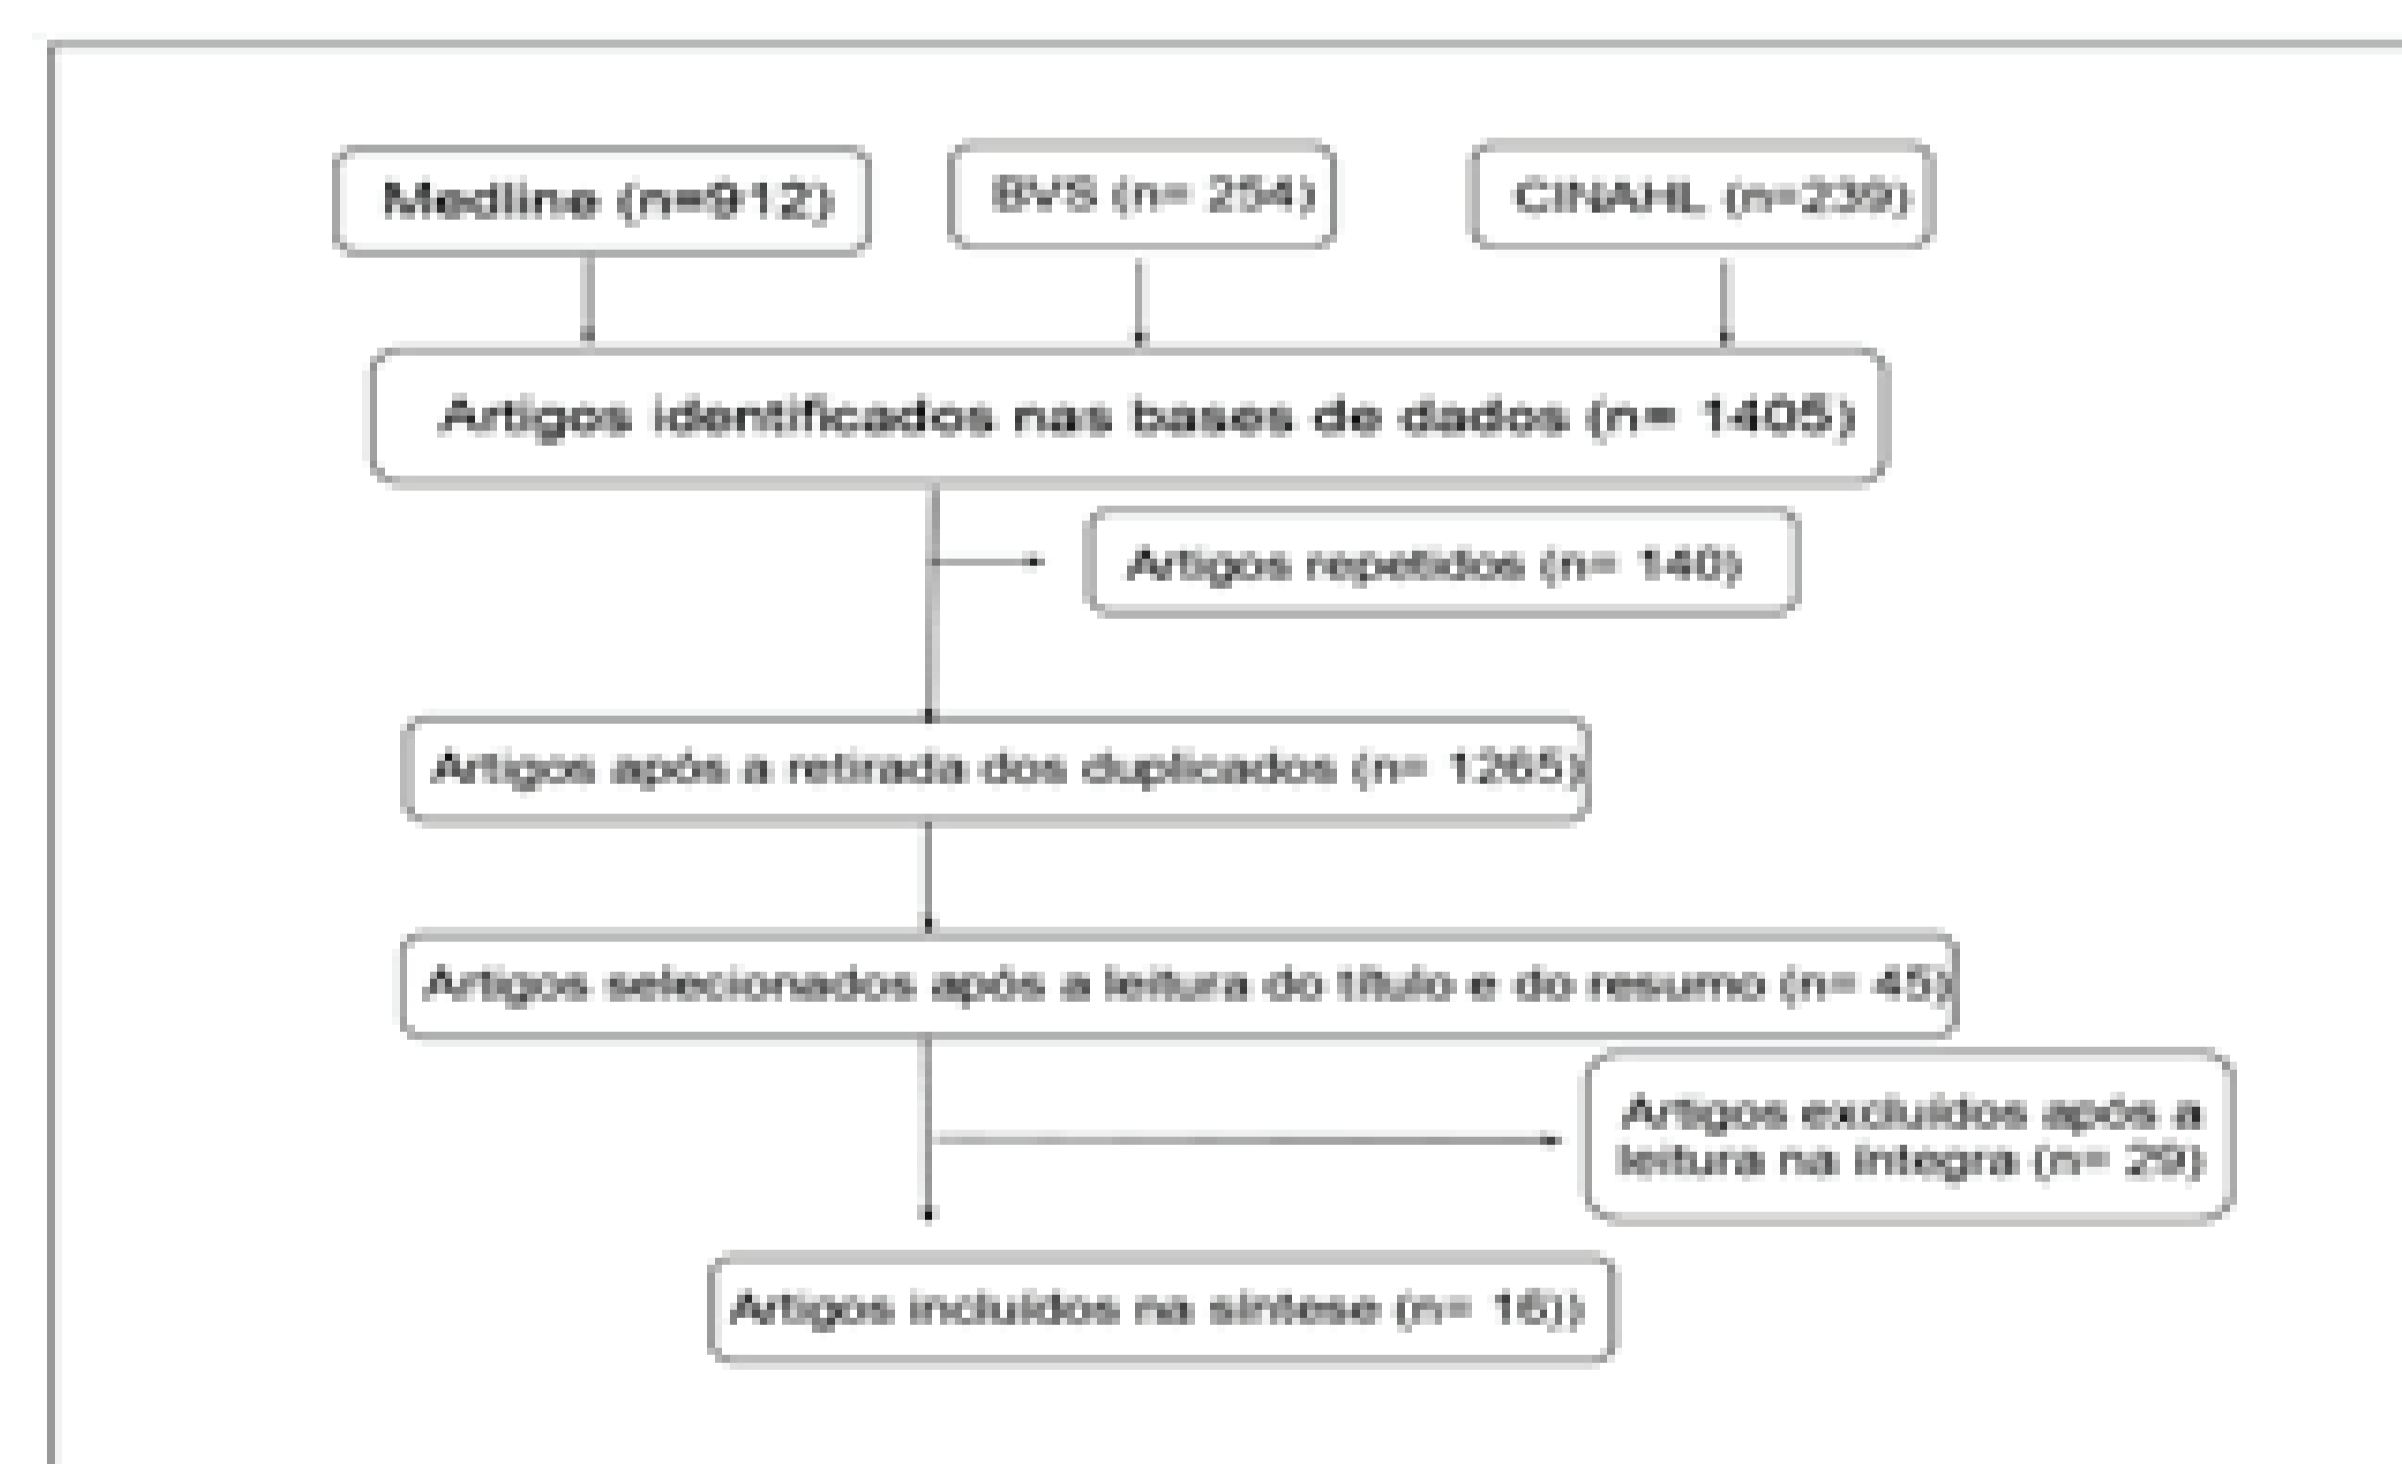 Medline (n=912)
BVS (n= 254)
CINAHL (n=239)
Artigos identificados nas bases de dados (n= 1405)
Artigos repetidos (n= 140)
Artigos após a retirada dos duplicados (n= 1265)
Artigos selecionados após a leitura do título e do resumo (n= 45)
Artigos excluídos após a
leitura na íntegra (n= 29)
Artigos incluídos na síntese (n= 16))